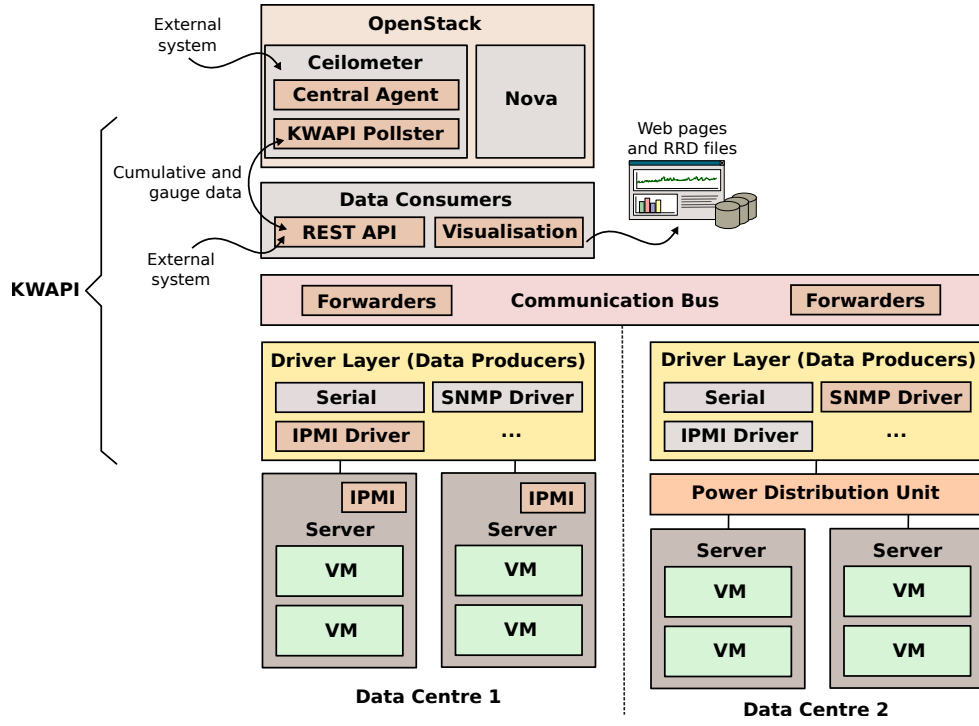 OpenStack
External
system
Ceilometer
Central Agent
KWAPI Pollster
Nova
Web pages
and RRD files
Cumulative and
gauge data
Data Consumers
REST API
Visualisation
External
system
KWAPI
Forwarders
Communication Bus
Forwarders
Driver Layer (Data Producers)
Serial
SNMP Driver
IPMI Driver
...
Driver Layer (Data Producers)
Serial
SNMP Driver
IPMI Driver
...
IPMI
Server
VM
VM
IPMI
Server
VM
VM
Power Distribution Unit
Server
VM
VM
Server
VM
VM
Data Centre 1
Data Centre 2